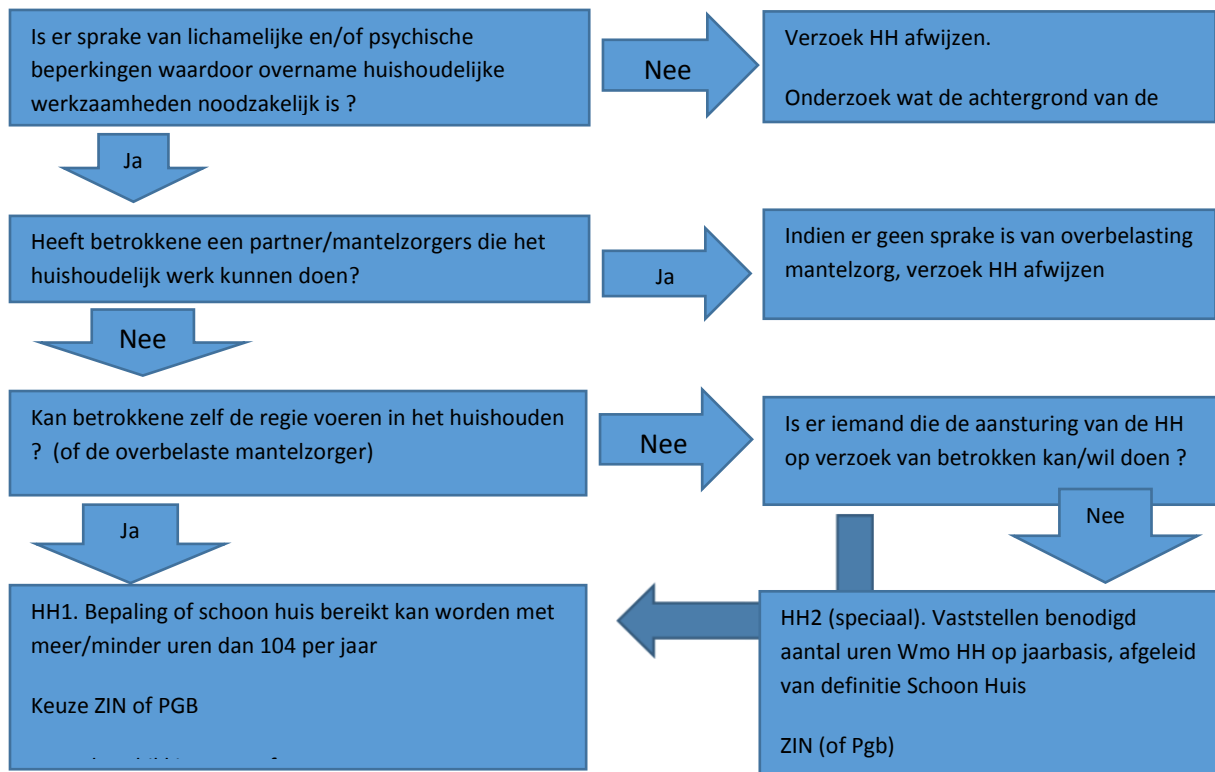 Is er sprake van lichamelijke en/of psychische
beperkingen waardoor overname huishoudelijke
werkzaamheden noodzakelijk is ?
Nee
Verzoek HH afwijzen.
Onderzoek wat de achtergrond van de
Ja
Heeft betrokkene een partner/mantelzorgers die het
huishoudelijk werk kunnen doen?
Ja
Indien er geen sprake is van overbelasting
mantelzorg, verzoek HH afwijzen
Nee
Kan betrokkene zelf de regie voeren in het huishouden
? (of de overbelaste mantelzorger)
Nee
Is er iemand die de aansturing van de HH
op verzoek van betrokken kan/wil doen ?
Ja
Nee
HH1. Bepaling of schoon huis bereikt kan worden met
meer/minder uren dan 104 per jaar
Keuze ZIN of PGB
HH2 (speciaal). Vaststellen benodigd
aantal uren Wmo HH op jaarbasis, afgeleid
van definitie Schoon Huis
ZIN (of Pgb)